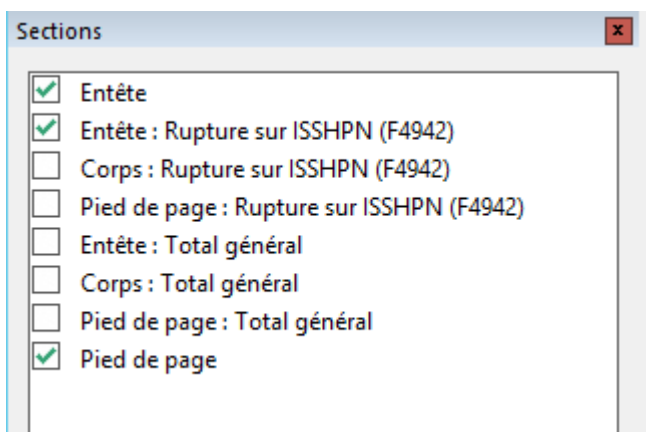 Sections
Entête
Entête : Rupture sur ISSHPN (F4942)
Corps : Rupture sur ISSHPN (F4942)
Pied de page : Rupture sur ISSHPN (F4942)
Entête : Total général
Corps : Total général
Pied de page : Total général
Pied de page